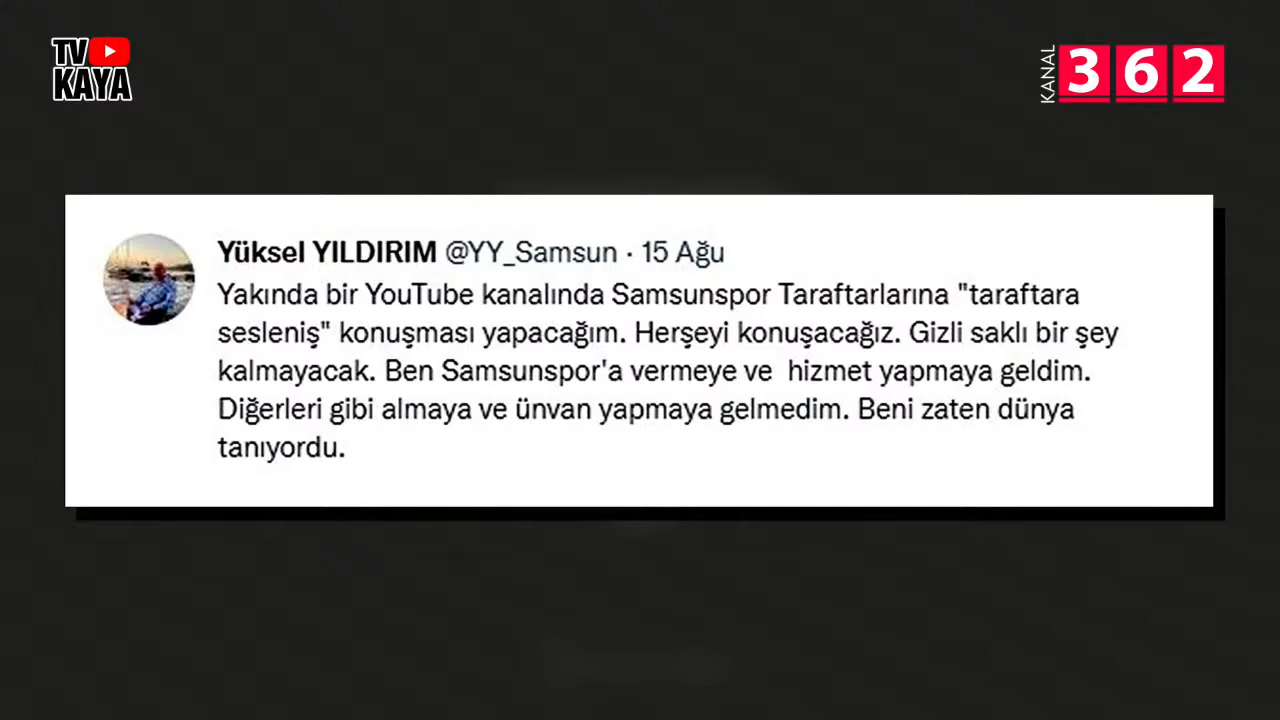 TV
KAYA
KANAL
362
Yüksel YILDIRIM @YY_Samsun · 15 Ağu
Yakında bir YouTube kanalında Samsunspor Taraftarlarına "taraftara
sesleniş" konuşması yapacağım. Herşeyi konuşacağız. Gizli saklı bir şey
kalmayacak. Ben Samsunspor'a vermeye ve  hizmet yapmaya geldim.
Diğerleri gibi almaya ve ünvan yapmaya gelmedim. Beni zaten dünya
tanıyordu.